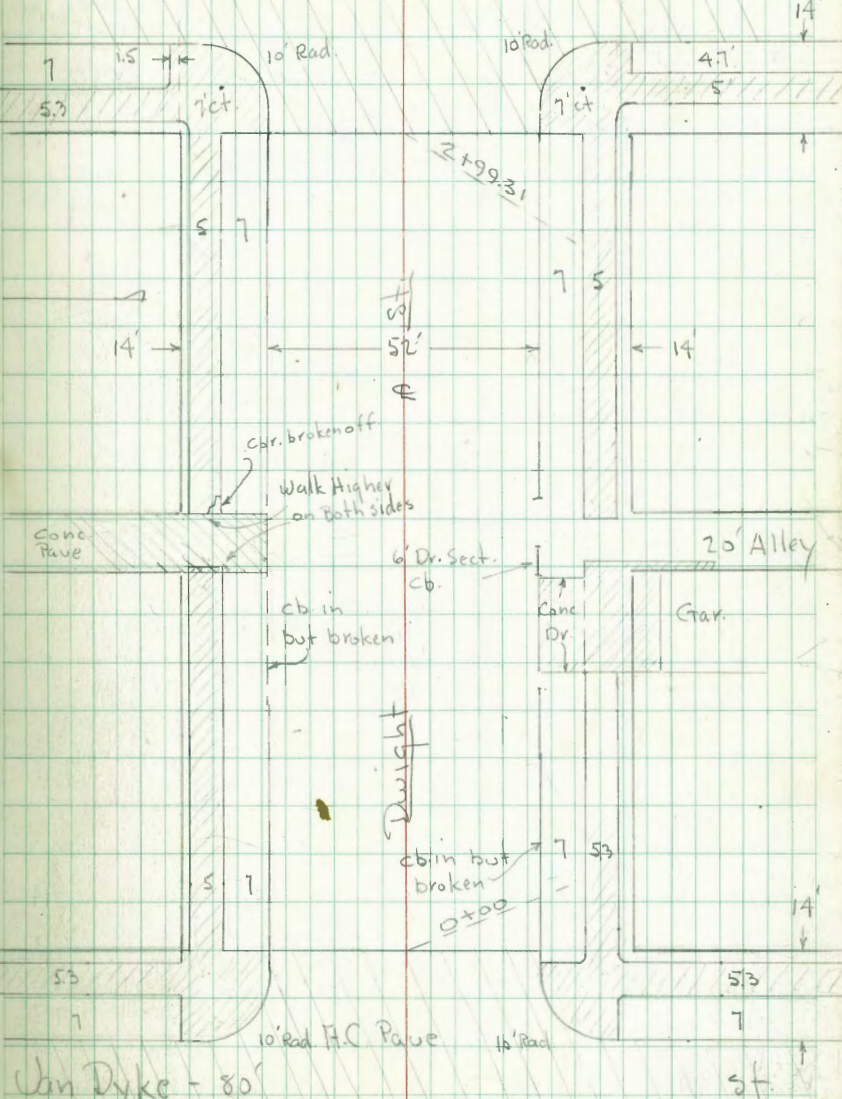 14'
1.5
10' Rad.
10' Rad.
7
4.7'
5.3
7'ct.
7'ct
5'
2+99.31
5 7
7 5
St.
14'
52'
14'
℄
cbr. broken off
Walk Higher
on Both sides
Conc
Pave
6' Dr. Sect.
cb.
20' Alley
cb in
but broken
Conc
Dr.
Gar.
Dwight
cb in but
broken
7 5.3
5 7
0+00
14'
5.3
5.3
7
7
10' Rad A.C Pave
10' Rad
Van Dyke - 80'
St.